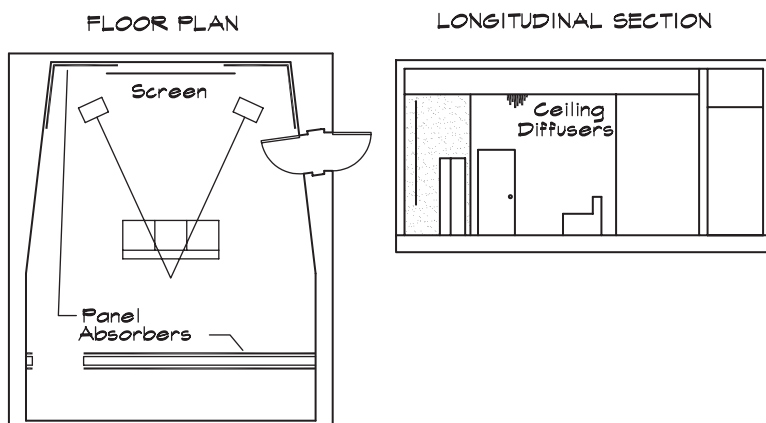 FLOOR PLAN
LONGITUDINAL SECTION
Screen
Ceiling
Diffusers
Panel
Absorbers